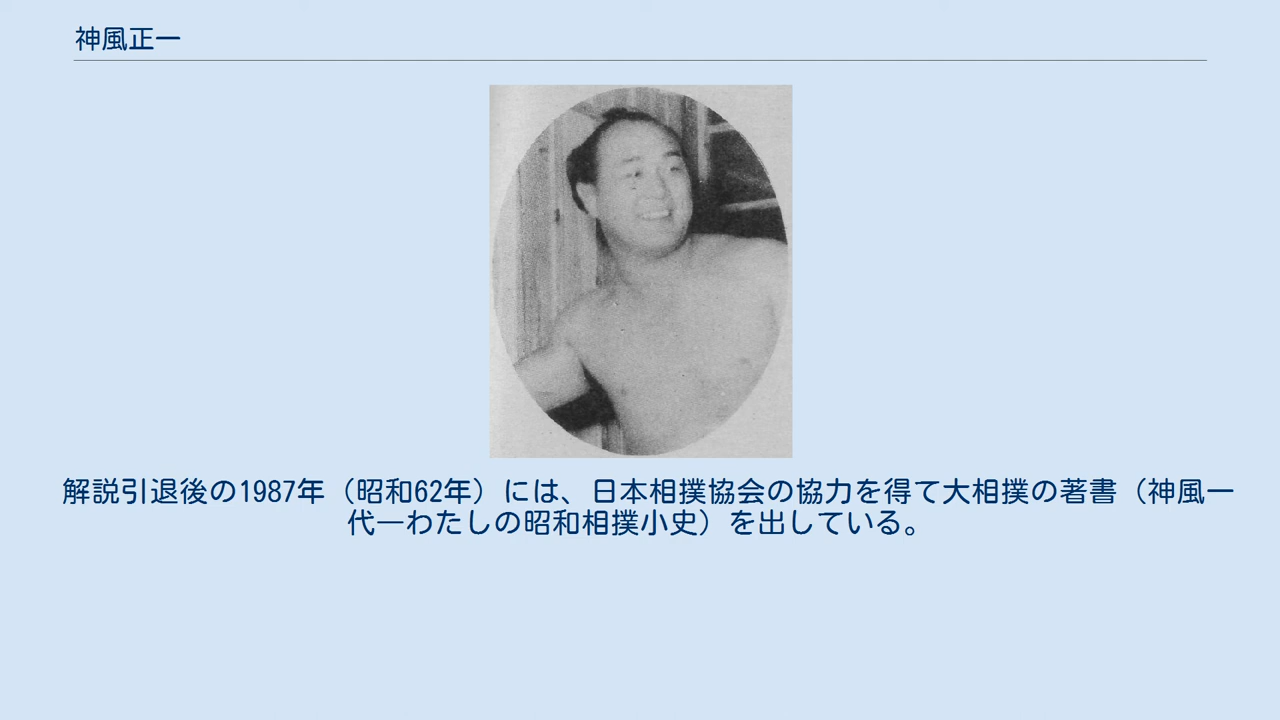 神風正一
解説引退後の1987年（昭和62年）には、日本相撲協会の協力を得て大相撲の著書（神風一
代―わたしの昭和相撲小史）を出している。